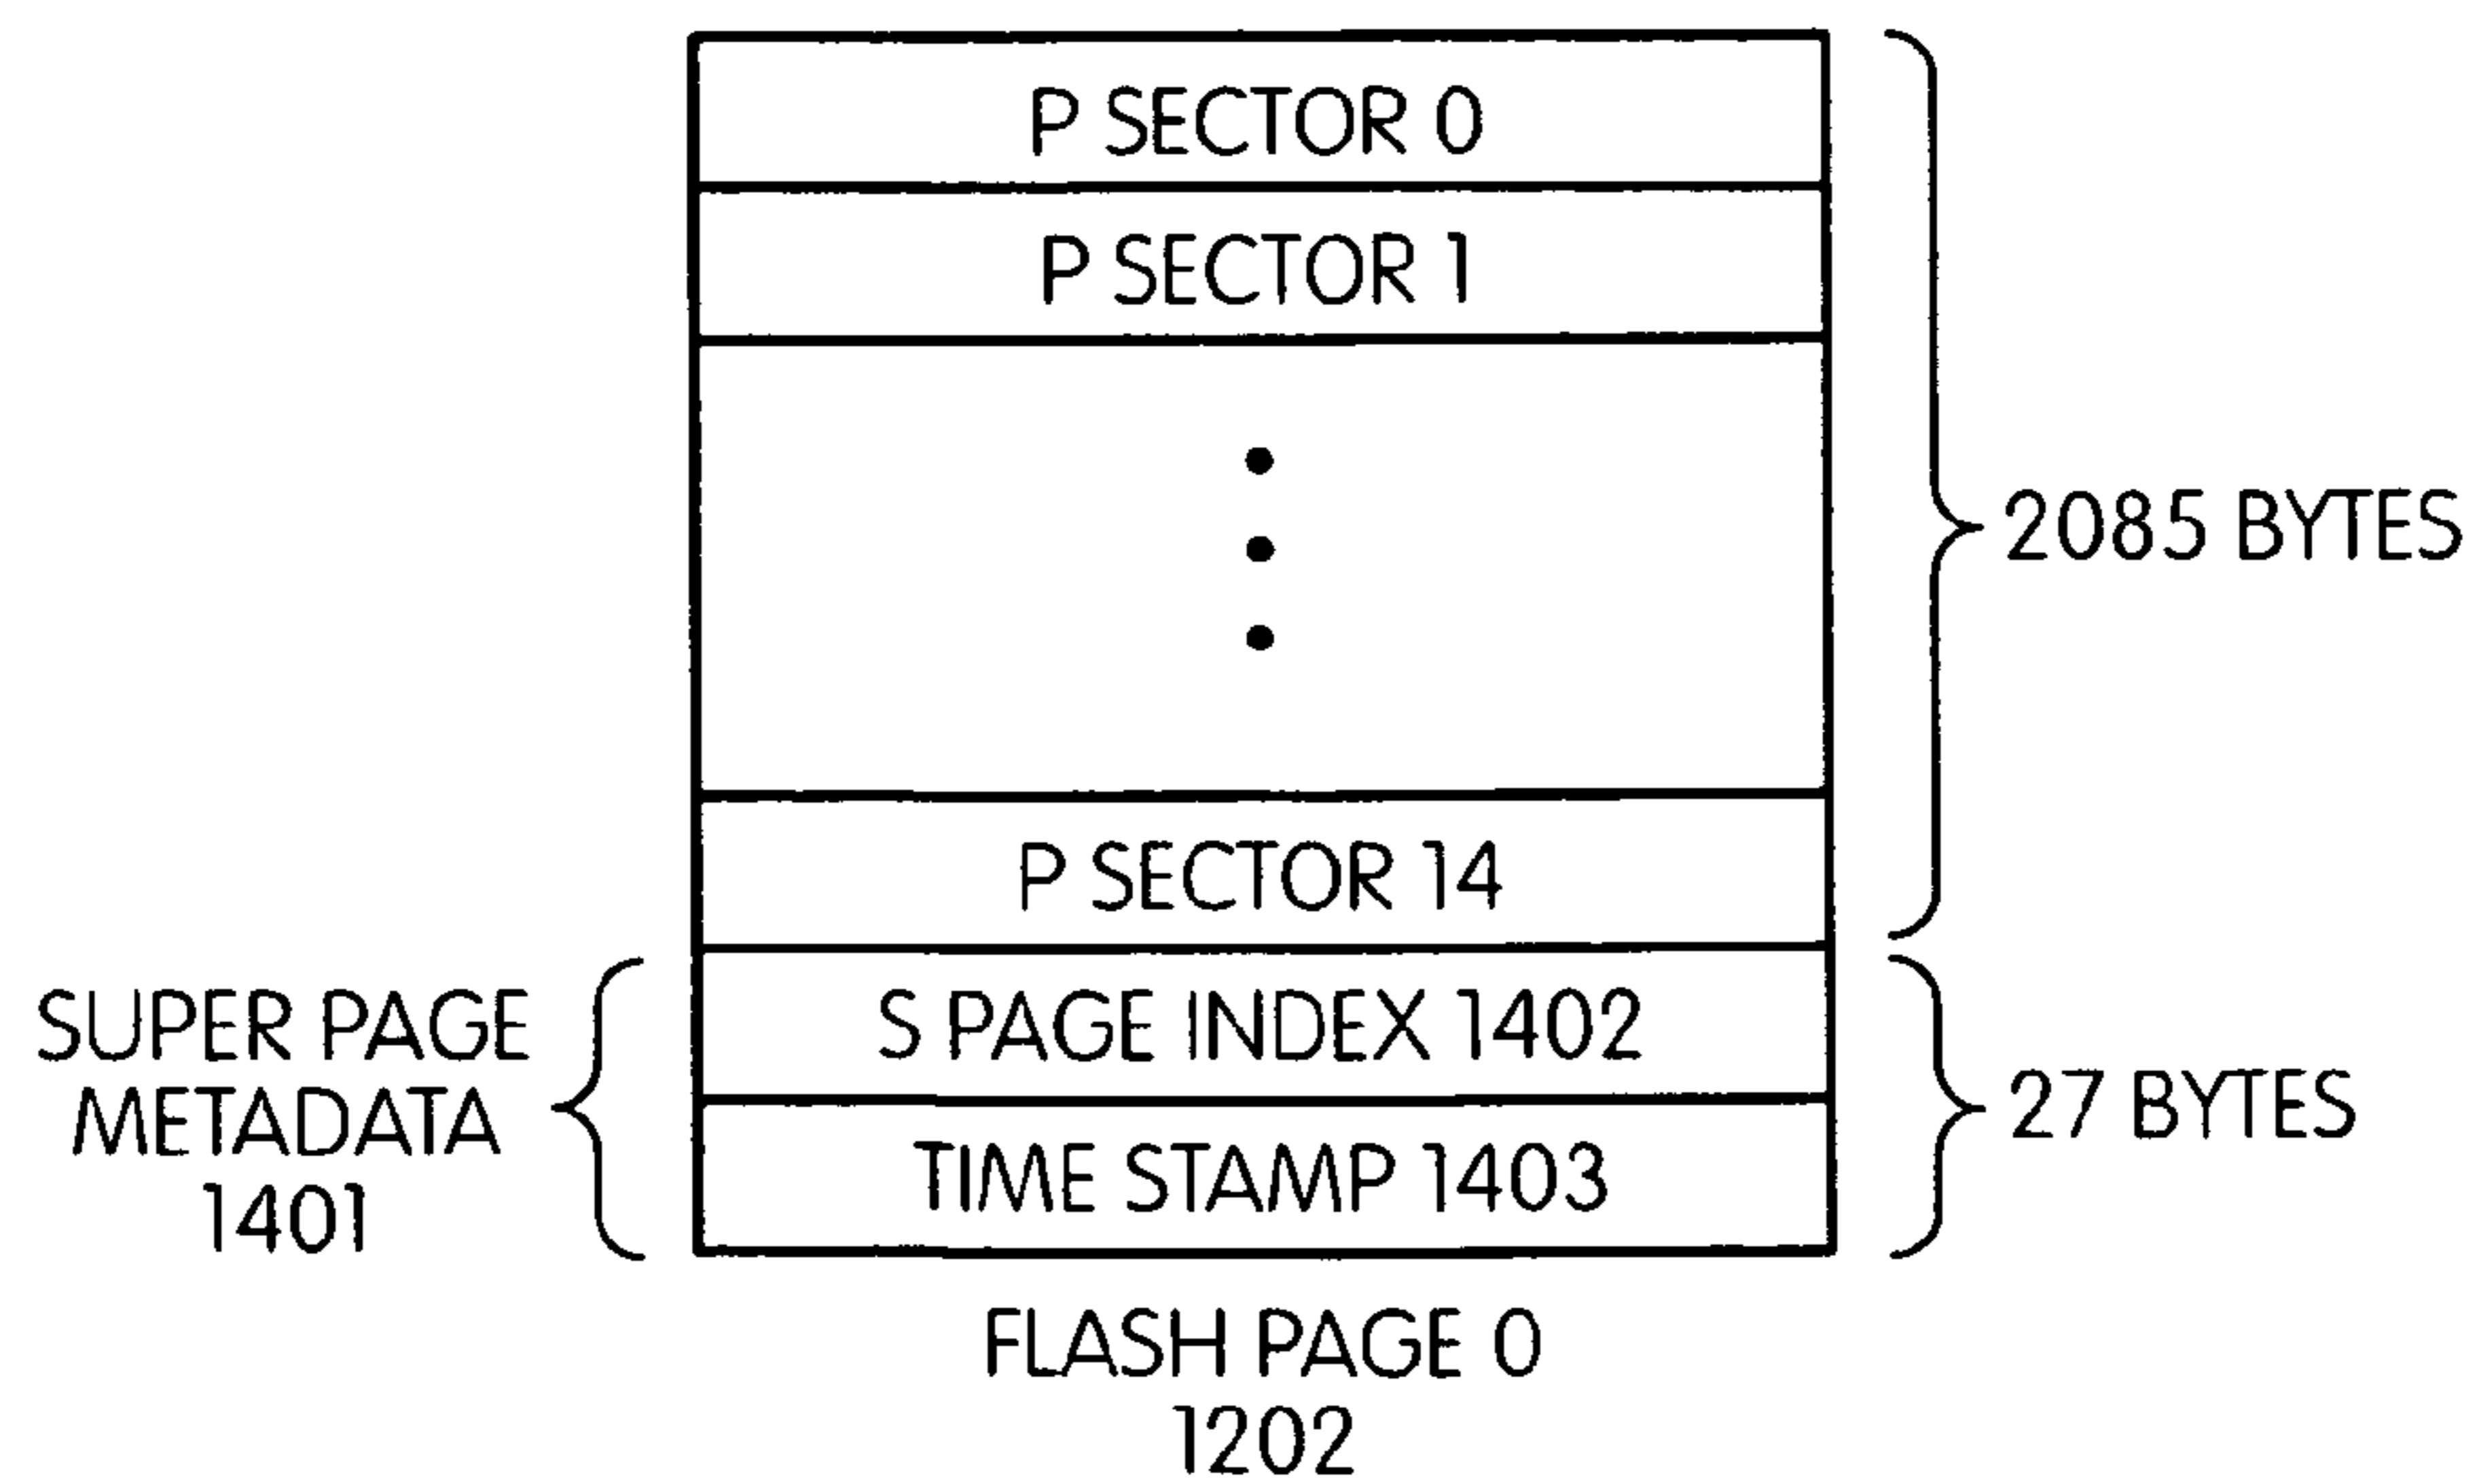 P SECTOR 0
P SECTOR 1
2085 BYTES
P SECTOR 14
SUPER PAGE
METADATA
1401
S PAGE INDEX 1402
TIME STAMP 1403
27 BYTES
FLASH PAGE 0
1202